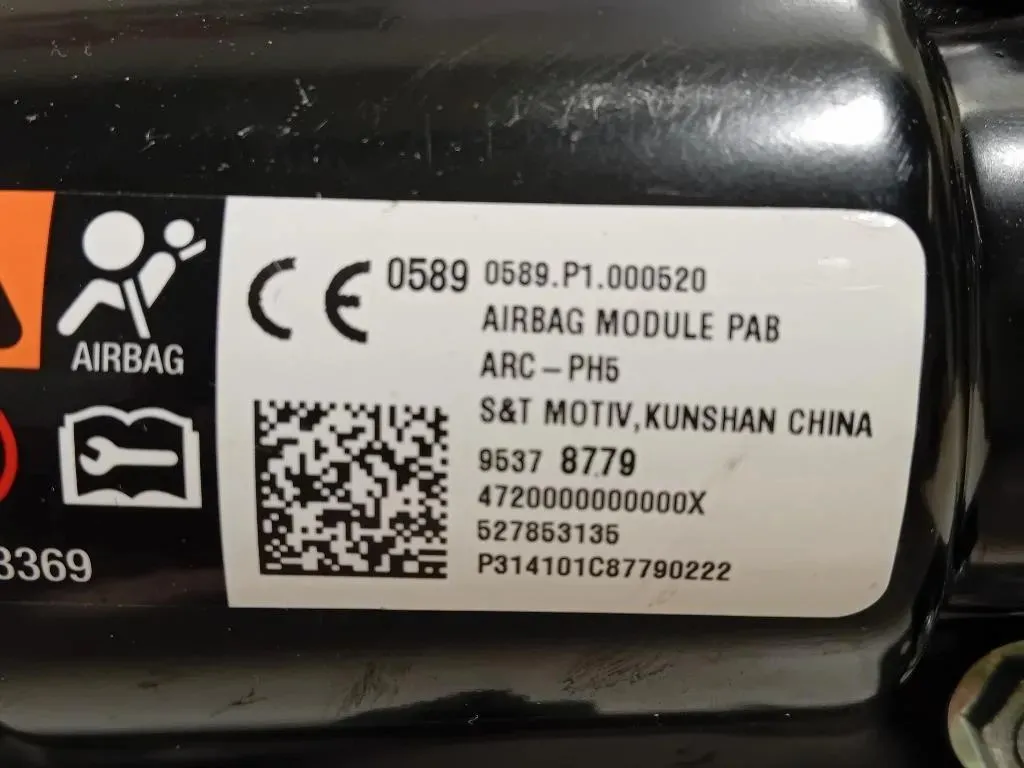 AIRBAG
3369
CE 0589 0589.P1.000520
AIRBAG MODULE PAB
ARC-PH5
S&T MOTIV,KUNSHAN CHINA
9537 8779
4720000000000X
527853135
P314101C87790222